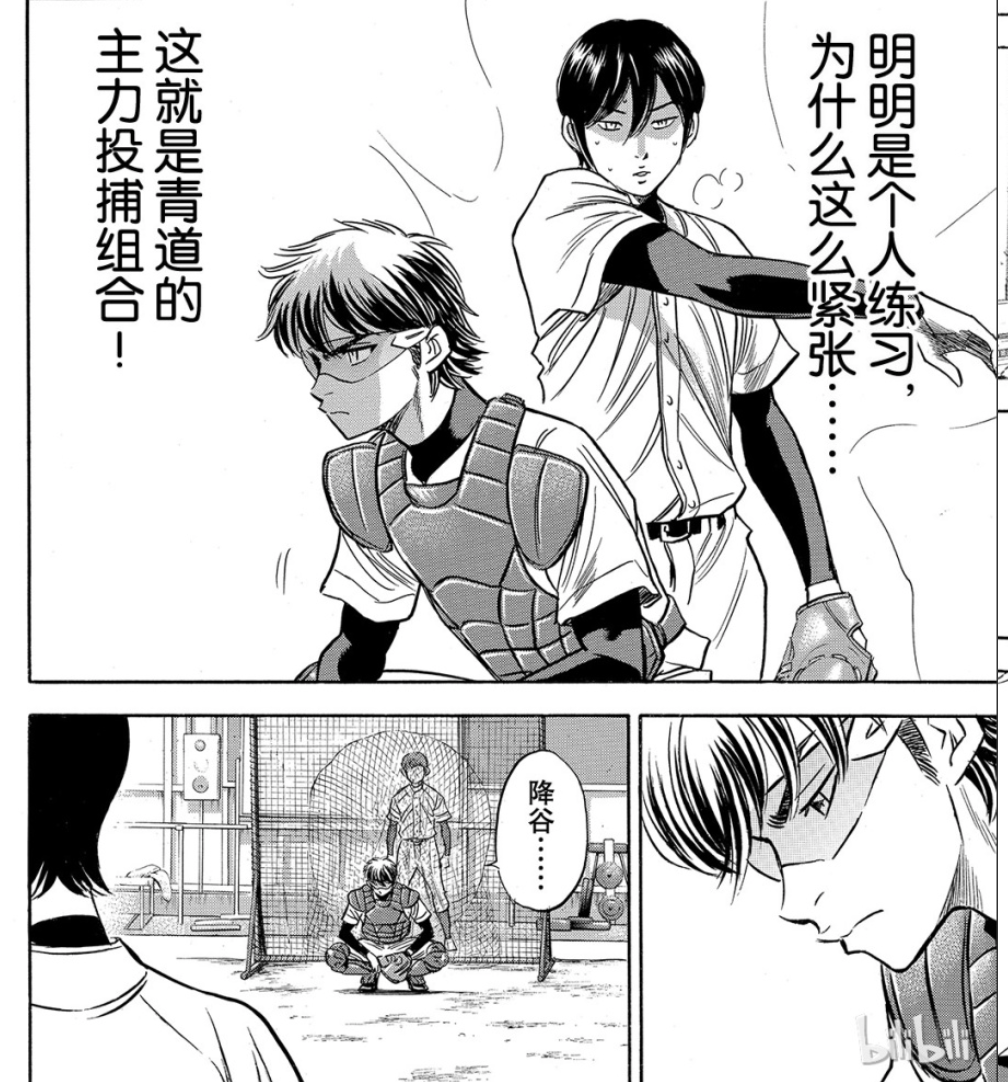 明明是个人练习，
为什么这么紧张……
这就是青道的
主力投捕组合！
降谷……
bilibili